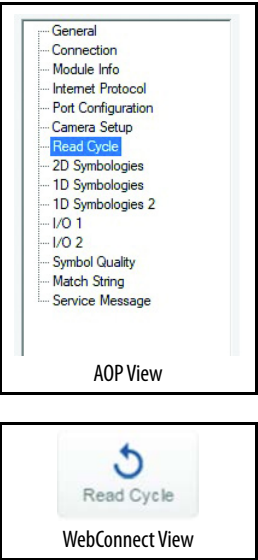 General
Connection
Module Info
Internet Protocol
Port Configuration
Camera Setup
Read Cycle
2D Symbologies
1D Symbologies
1D Symbologies 2
I/O 1
I/O 2
Symbol Quality
Match String
Service Message
AOP View
Read Cycle
WebConnect View